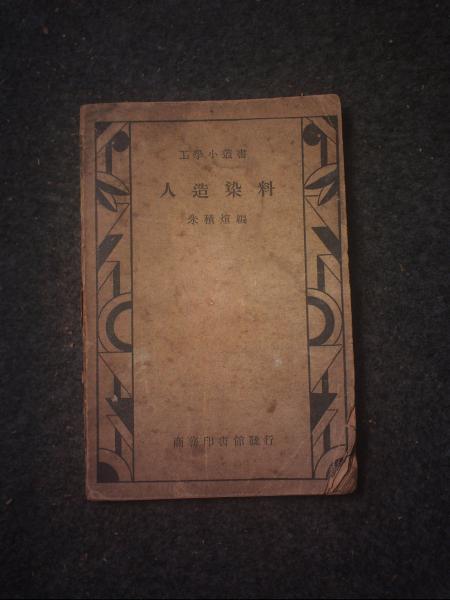 工學小叢書
人造染料
朱積煊編
商務印書館發行